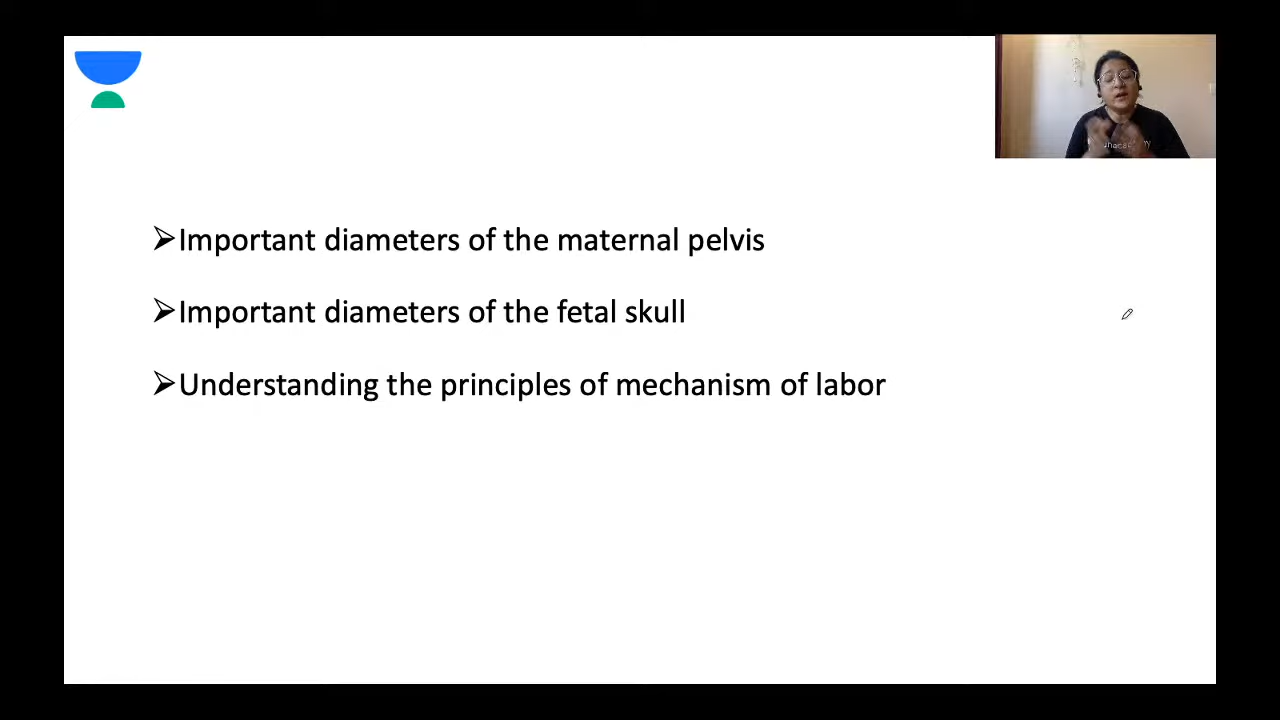 ➢Important diameters of the maternal pelvis
➢Important diameters of the fetal skull
➢Understanding the principles of mechanism of labor